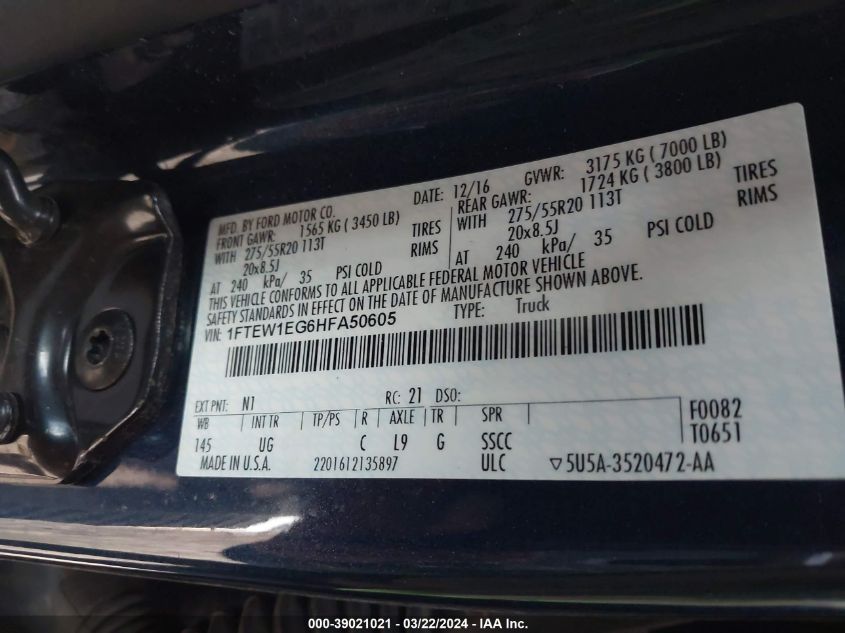 MFD. BY FORD MOTOR CO. DATE: 12/16 GVWR: 3175 KG ( 7000 LB)
FRONT GAWR: 1565 KG ( 3450 LB) REAR GAWR: 1724 KG ( 3800 LB)
WITH 275/55R20 113T TIRES WITH 275/55R20 113T TIRES
20x8.5J RIMS 20x8.5J RIMS
AT 240 kPa/ 35 PSI COLD AT 240 kPa/ 35 PSI COLD
THIS VEHICLE CONFORMS TO ALL APPLICABLE FEDERAL MOTOR VEHICLE
SAFETY STANDARDS IN EFFECT ON THE DATE OF MANUFACTURE SHOWN ABOVE.
VIN: 1FTEW1EG6HFA50605 TYPE: Truck
EXT PNT: N1 RC: 21 DSO:
WB INT TR TP/PS R AXLE TR SPR F0082
145 UG C L9 G SSCC T0651
MADE IN U.S.A. 2201612135897 ULC ▽5U5A-3520472-AA
000-39021021 - 03/22/2024 - IAA Inc.